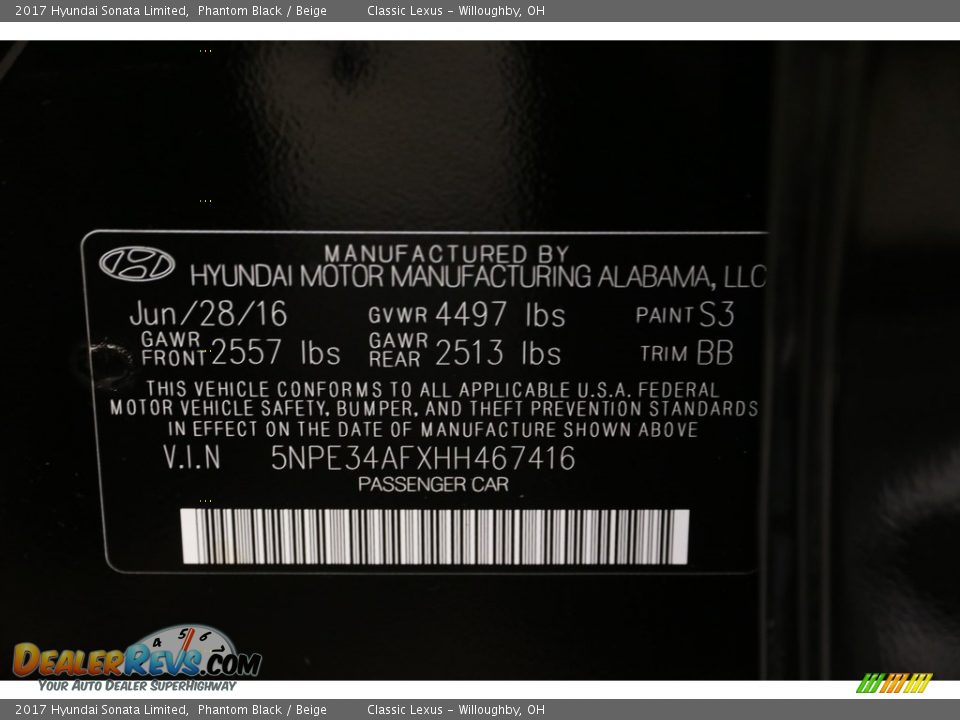 2017 Hyundai Sonata Limited, Phantom Black / Beige Classic Lexus - Willoughby, OH
MANUFACTURED BY
HYUNDAI MOTOR MANUFACTURING ALABAMA, LLC
Jun/28/16 GVWR 4497 lbs PAINT S3
GAWR FRONT 2557 lbs GAWR REAR 2513 lbs TRIM BB
THIS VEHICLE CONFORMS TO ALL APPLICABLE U.S.A. FEDERAL
MOTOR VEHICLE SAFETY, BUMPER, AND THEFT PREVENTION STANDARDS
IN EFFECT ON THE DATE OF MANUFACTURE SHOWN ABOVE
V.I.N 5NPE34AFXHH467416
PASSENGER CAR
4 5 6 7
DEALERREVS.COM
YOUR AUTO DEALER SUPERHIGHWAY
2017 Hyundai Sonata Limited, Phantom Black / Beige Classic Lexus - Willoughby, OH